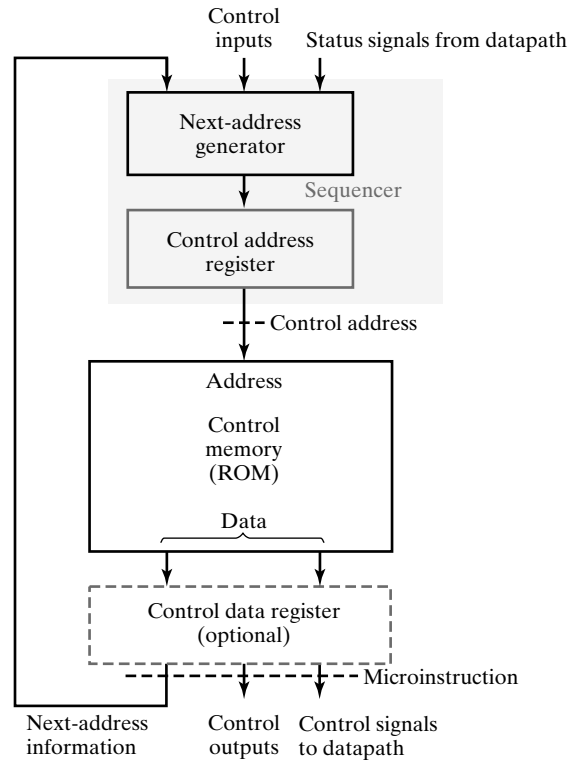 Control
inputs
Status signals from datapath
Next-address
generator
Sequencer
Control address
register
Control address
Address
Control
memory
(ROM)
Data
Control data register
(optional)
Microinstruction
Next-address
information
Control
outputs
Control signals
to datapath